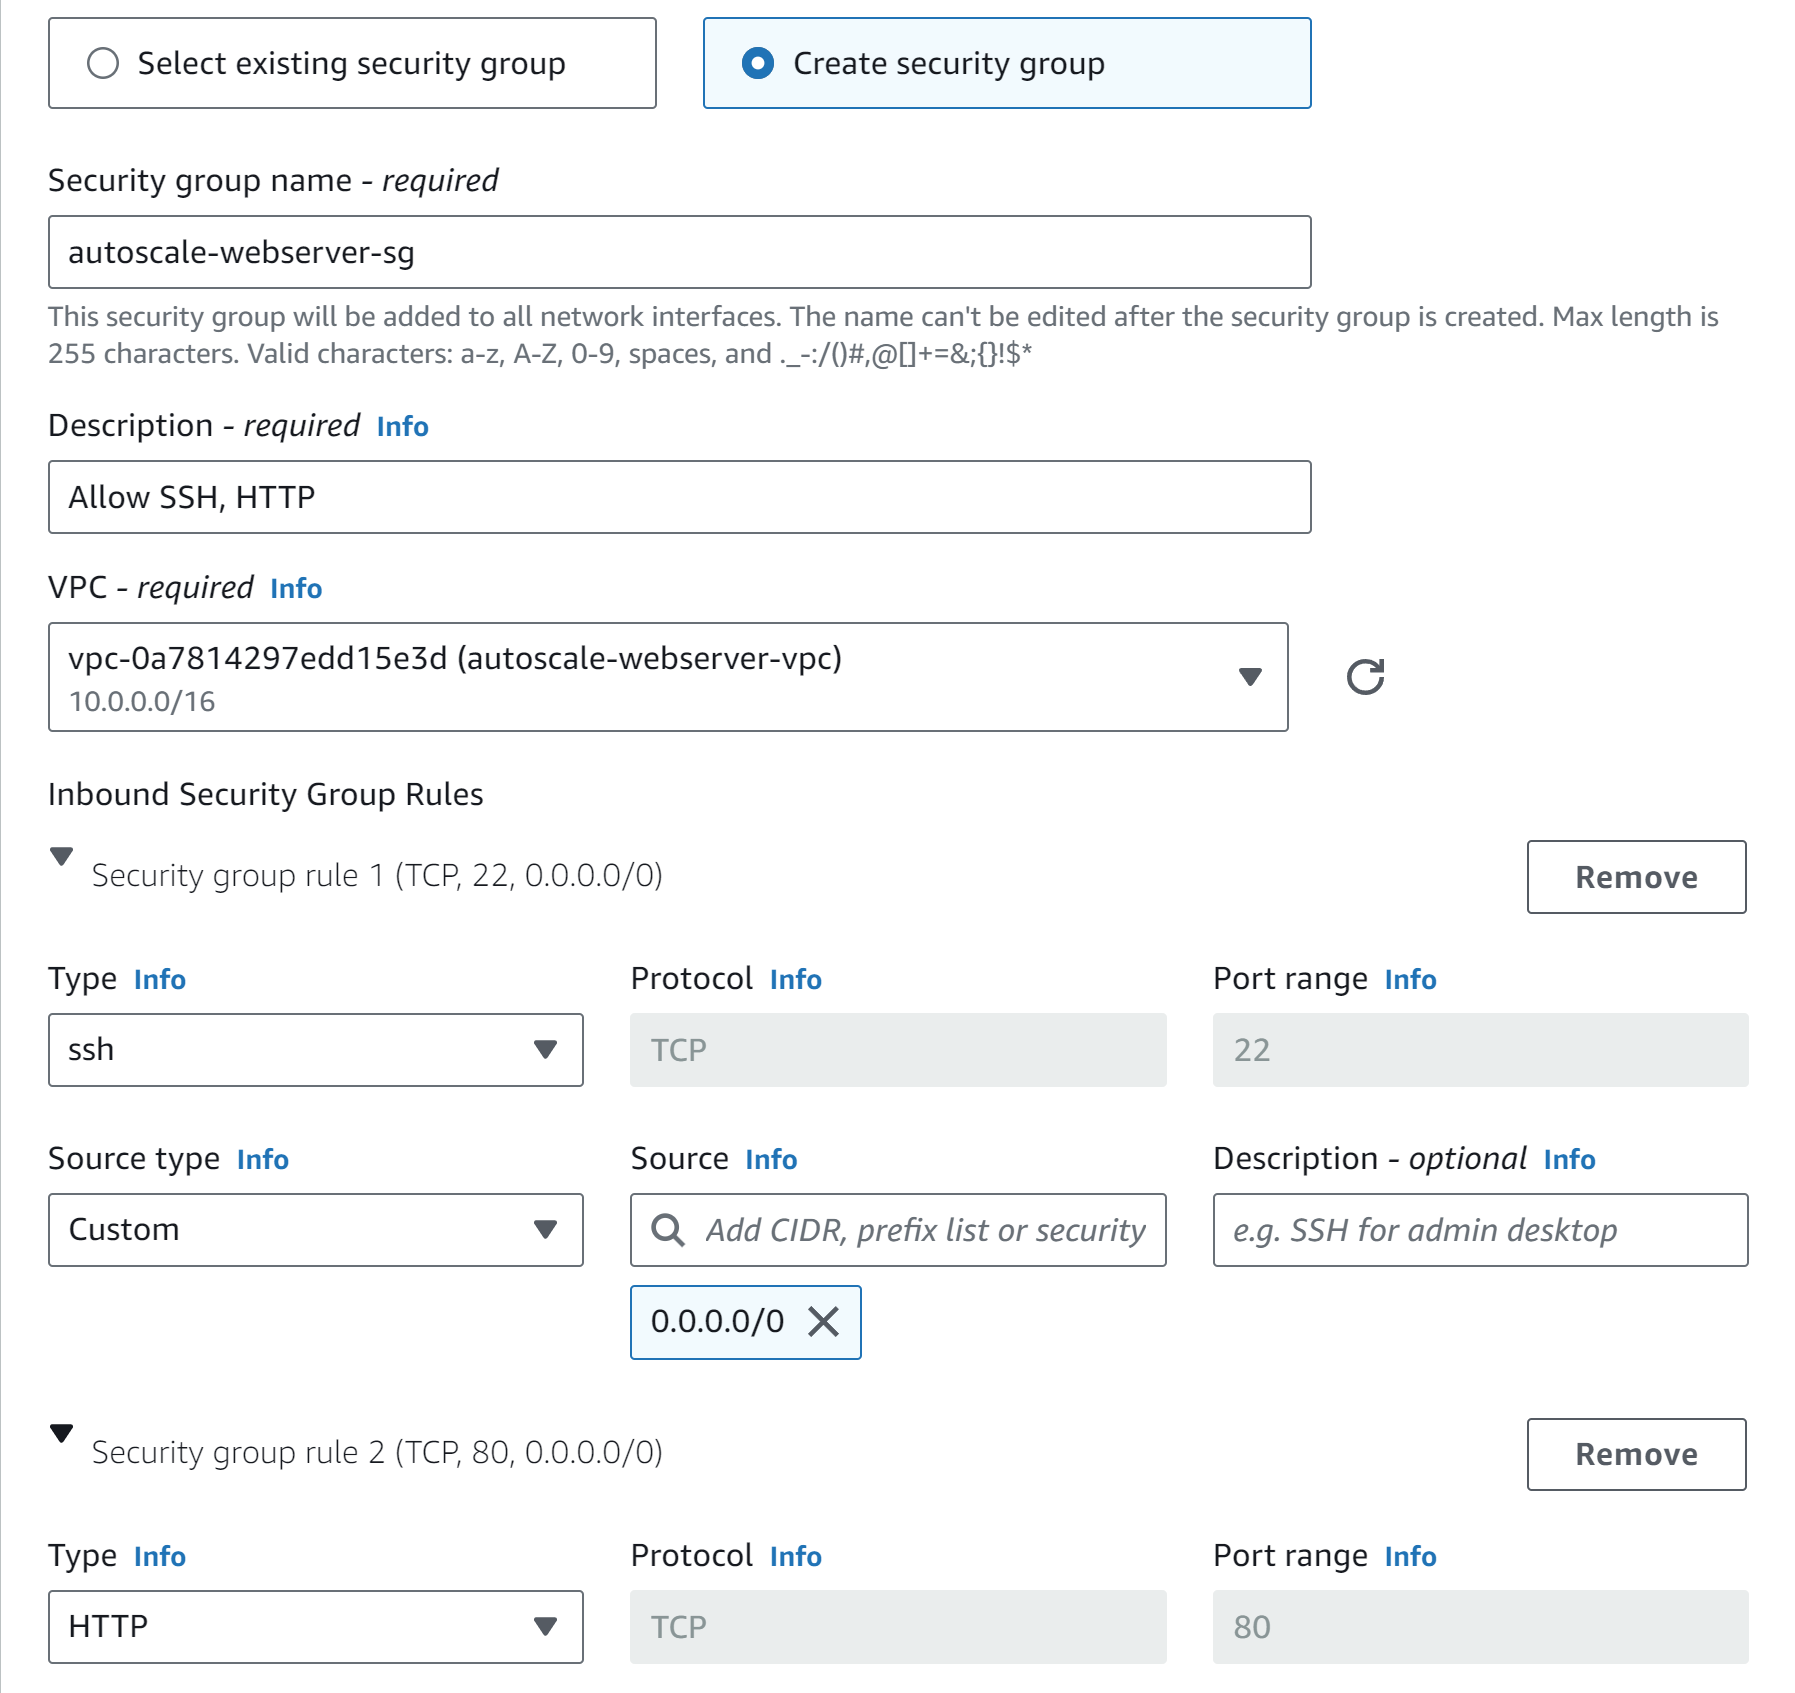 Select existing security group
Create security group
Security group name - required
autoscale-webserver-sg
This security group will be added to all network interfaces. The name can't be edited after the security group is created. Max length is
255 characters. Valid characters: a-z, A-Z, 0-9, spaces, and ._-:/()#,@[]+=&;{}!$*
Description - required Info
Allow SSH, HTTP
VPC - required Info
vpc-0a7814297edd15e3d (autoscale-webserver-vpc)
10.0.0.0/16
Inbound Security Group Rules
Security group rule 1 (TCP, 22, 0.0.0.0/0)
Remove
Type Info
Protocol Info
Port range Info
ssh
TCP
22
Source type Info
Source Info
Description - optional Info
Custom
Add CIDR, prefix list or security
e.g. SSH for admin desktop
0.0.0.0/0
Security group rule 2 (TCP, 80, 0.0.0.0/0)
Remove
Type Info
Protocol Info
Port range Info
HTTP
TCP
80